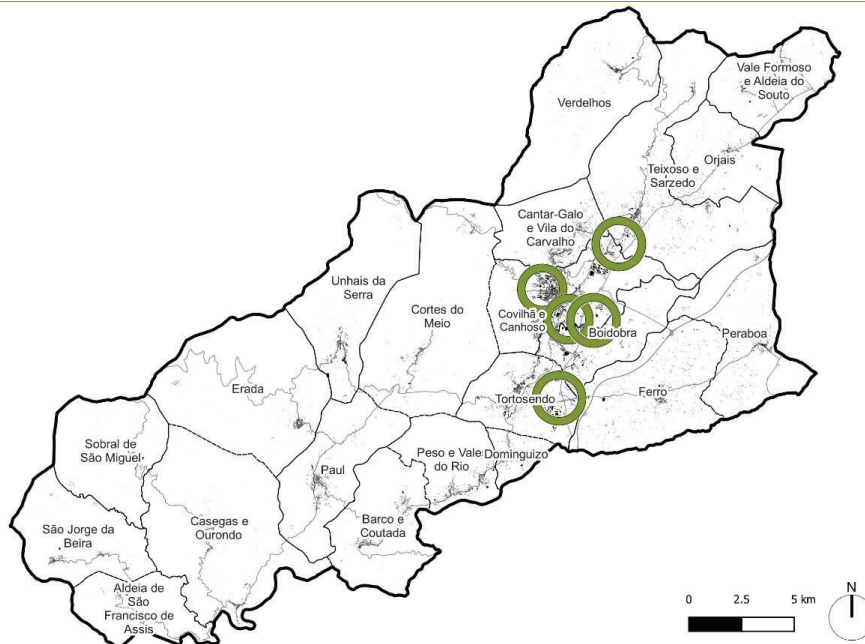 Vale Formoso
e Aldeia do
Souto
Verdelhos
Orjais
Teixoso e
Sarzedo
Cantar-Galo
e Vila do
Carvalho
Unhais da
Serra
Cortes do
Meio
Covilhã e
Canhoso
Boidobra
Peraboa
Erada
Tortosendo
Ferro
Sobral de
São Miguel
Paul
Peso e Vales
do Rio
Dominguizo
São Jorge da
Beira
Casegas e
Ourondo
Barco e
Coutada
Aldeia de
São
Francisco de
Assis
0 2.5 5 km
N